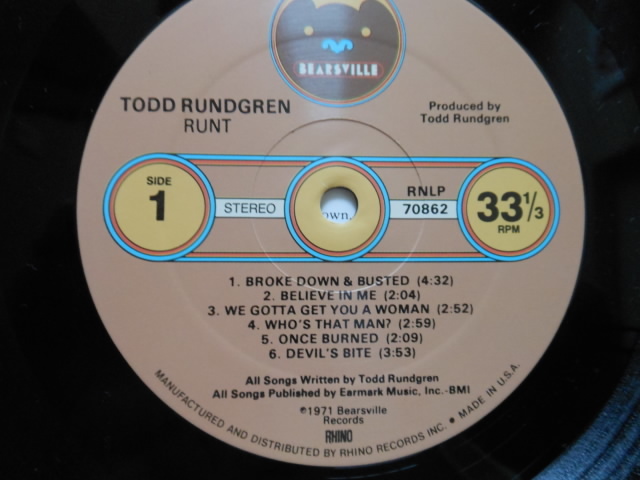 BEARSVILLE
TODD RUNDGREN
RUNT
Produced by
Todd Rundgren
SIDE
1
STEREO
own.
RNLP
70862
33 1/3
RPM
1. BROKE DOWN & BUSTED (4:32)
2. BELIEVE IN ME (2:04)
3. WE GOTTA GET YOU A WOMAN (2:52)
4. WHO'S THAT MAN? (2:59)
5. ONCE BURNED (2:09)
6. DEVIL'S BITE (3:53)
All Songs Written by Todd Rundgren
All Songs Published by Earmark Music, Inc.-BMI
©1971 Bearsville
Records
RHINO
MANUFACTURED AND DISTRIBUTED BY RHINO RECORDS INC. ● MADE IN U.S.A.